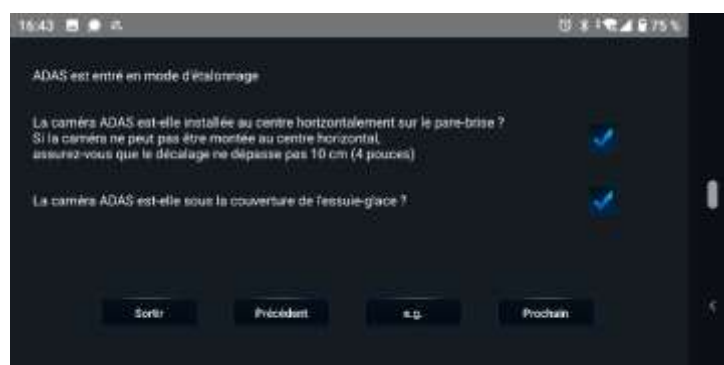 16:43 75 %
ADAS est entré en mode d'étalonnage
La caméra ADAS est-elle installée au centre horizontalement sur le pare-brise ?
Si la caméra ne peut pas être montée au centre horizontal,
assurez-vous que le décalage ne dépasse pas 10 cm (4 pouces)
La caméra ADAS est-elle sous la couverture de l'essuie-glace ?
Sortir Précédent e.g. Prochain